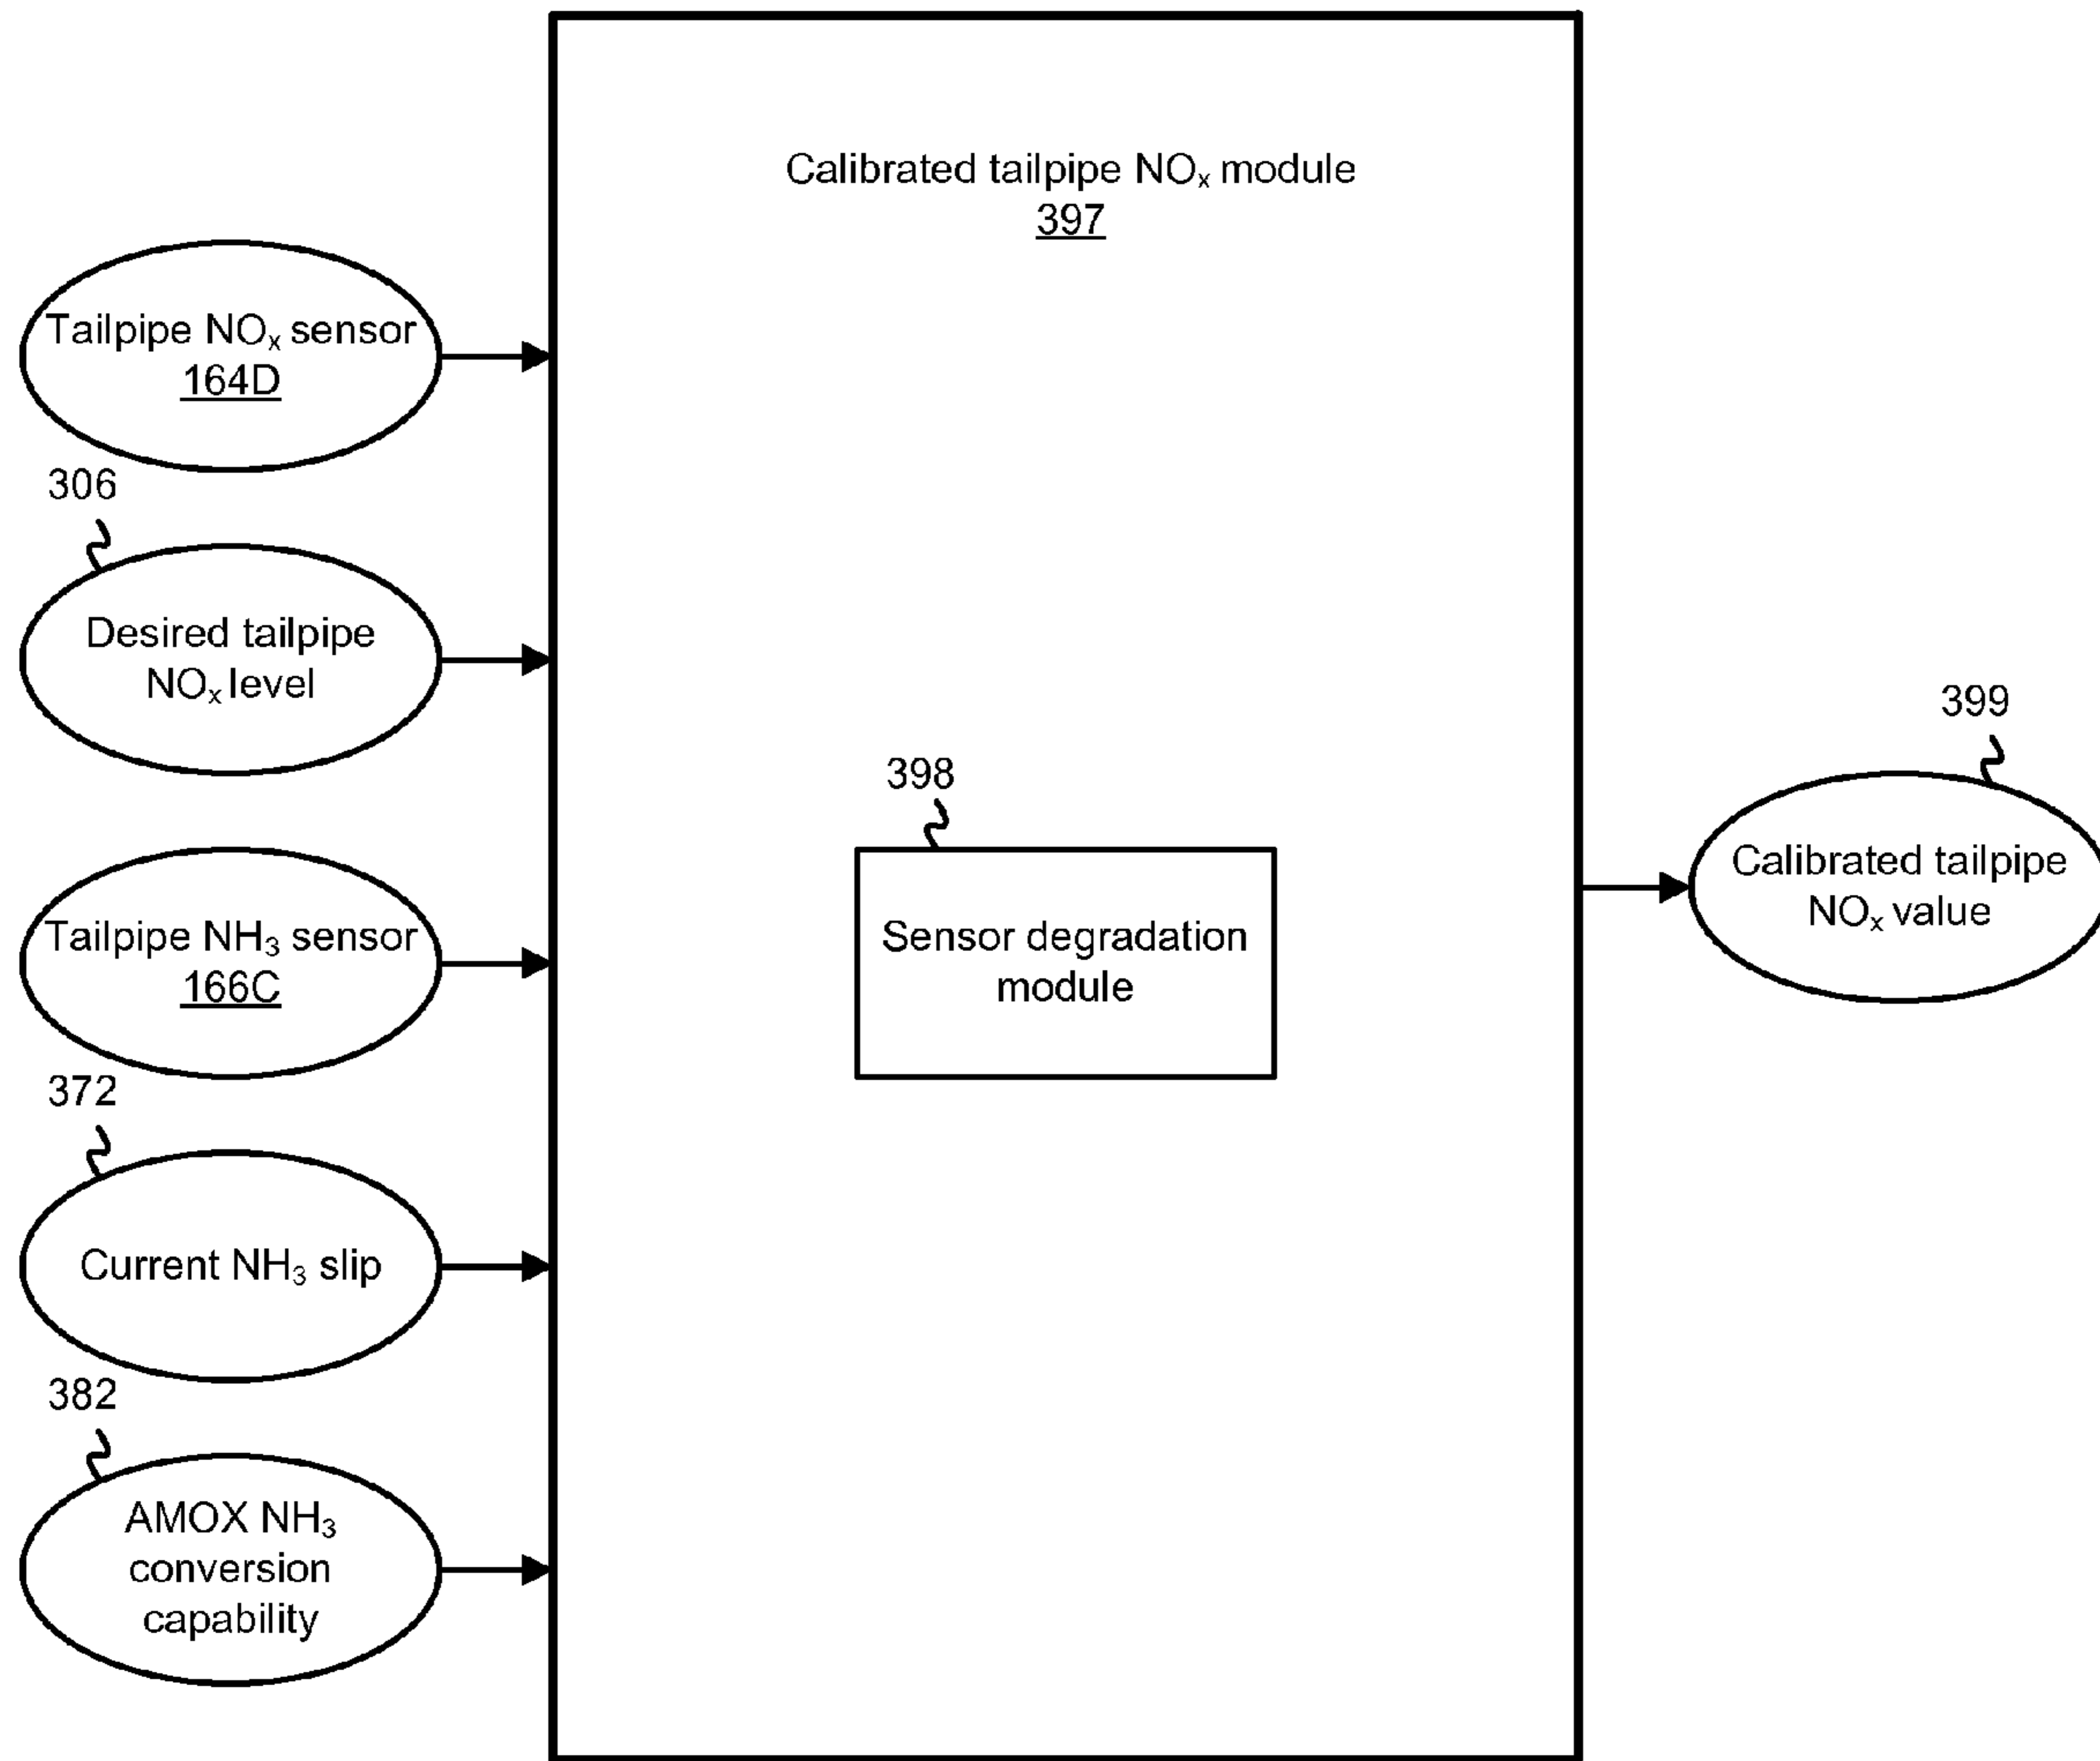 Calibrated tailpipe NOx module
397
Tailpipe NOx sensor
164D
306
Desired tailpipe
NOx level
Tailpipe NH3 sensor
166C
372
Current NH3 slip
382
AMOX NH3
conversion
capability
398
Sensor degradation
module
399
Calibrated tailpipe
NOx value